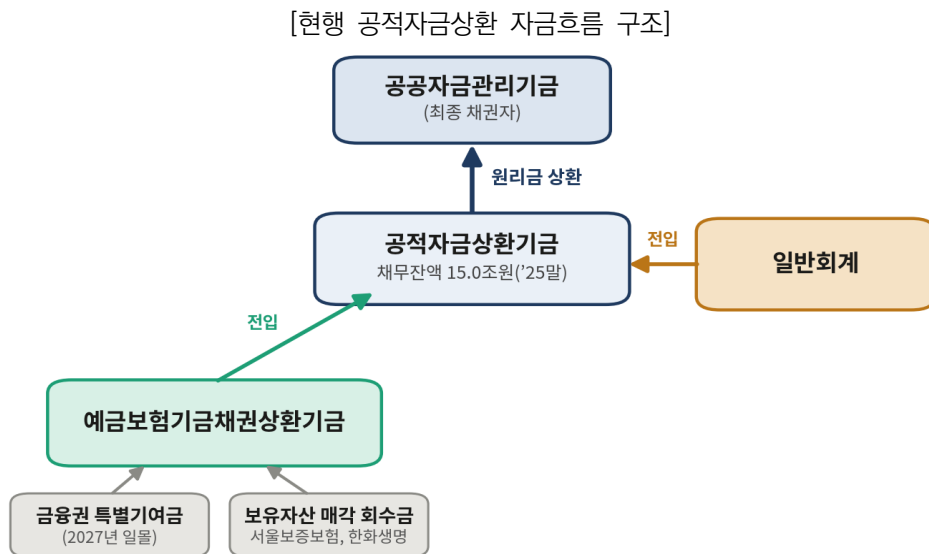 [현행 공적자금상환 자금흐름 구조]
공공자금관리기금
(최종 채권자)
원리금 상환
공적자금상환기금
채무잔액 15.0조원(’25말)
전입
일반회계
전입
예금보험기금채권상환기금
금융권 특별기여금
(2027년 일몰)
보유자산 매각 회수금
서울보증보험, 한화생명